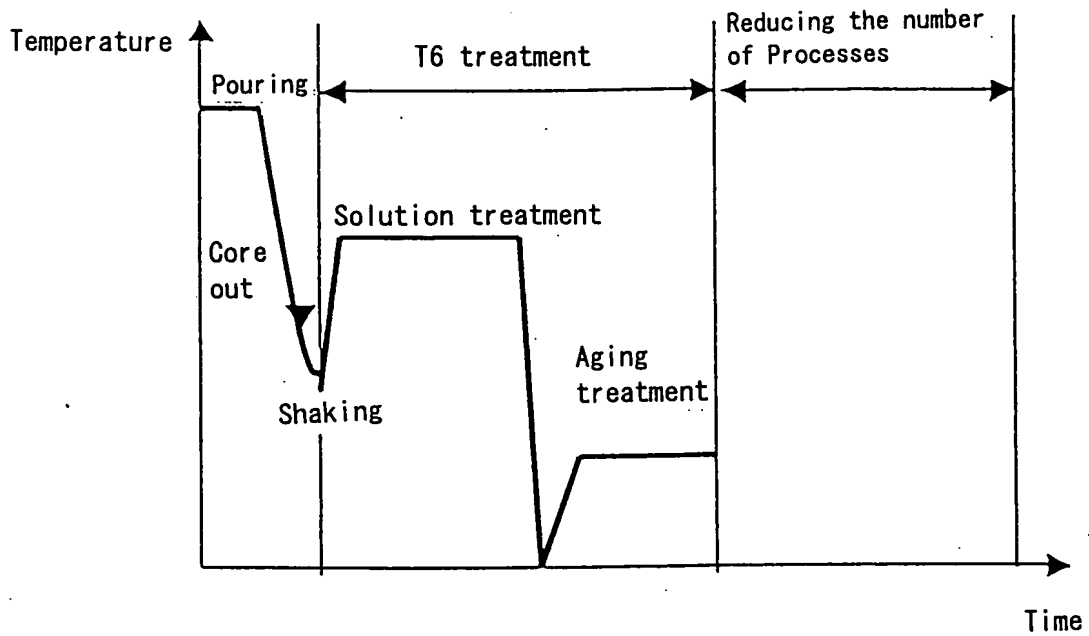 Temperature
Pouring
T6 treatment
Reducing the number
of Processes
Solution treatment
Core
out
Aging
treatment
Shaking
Time